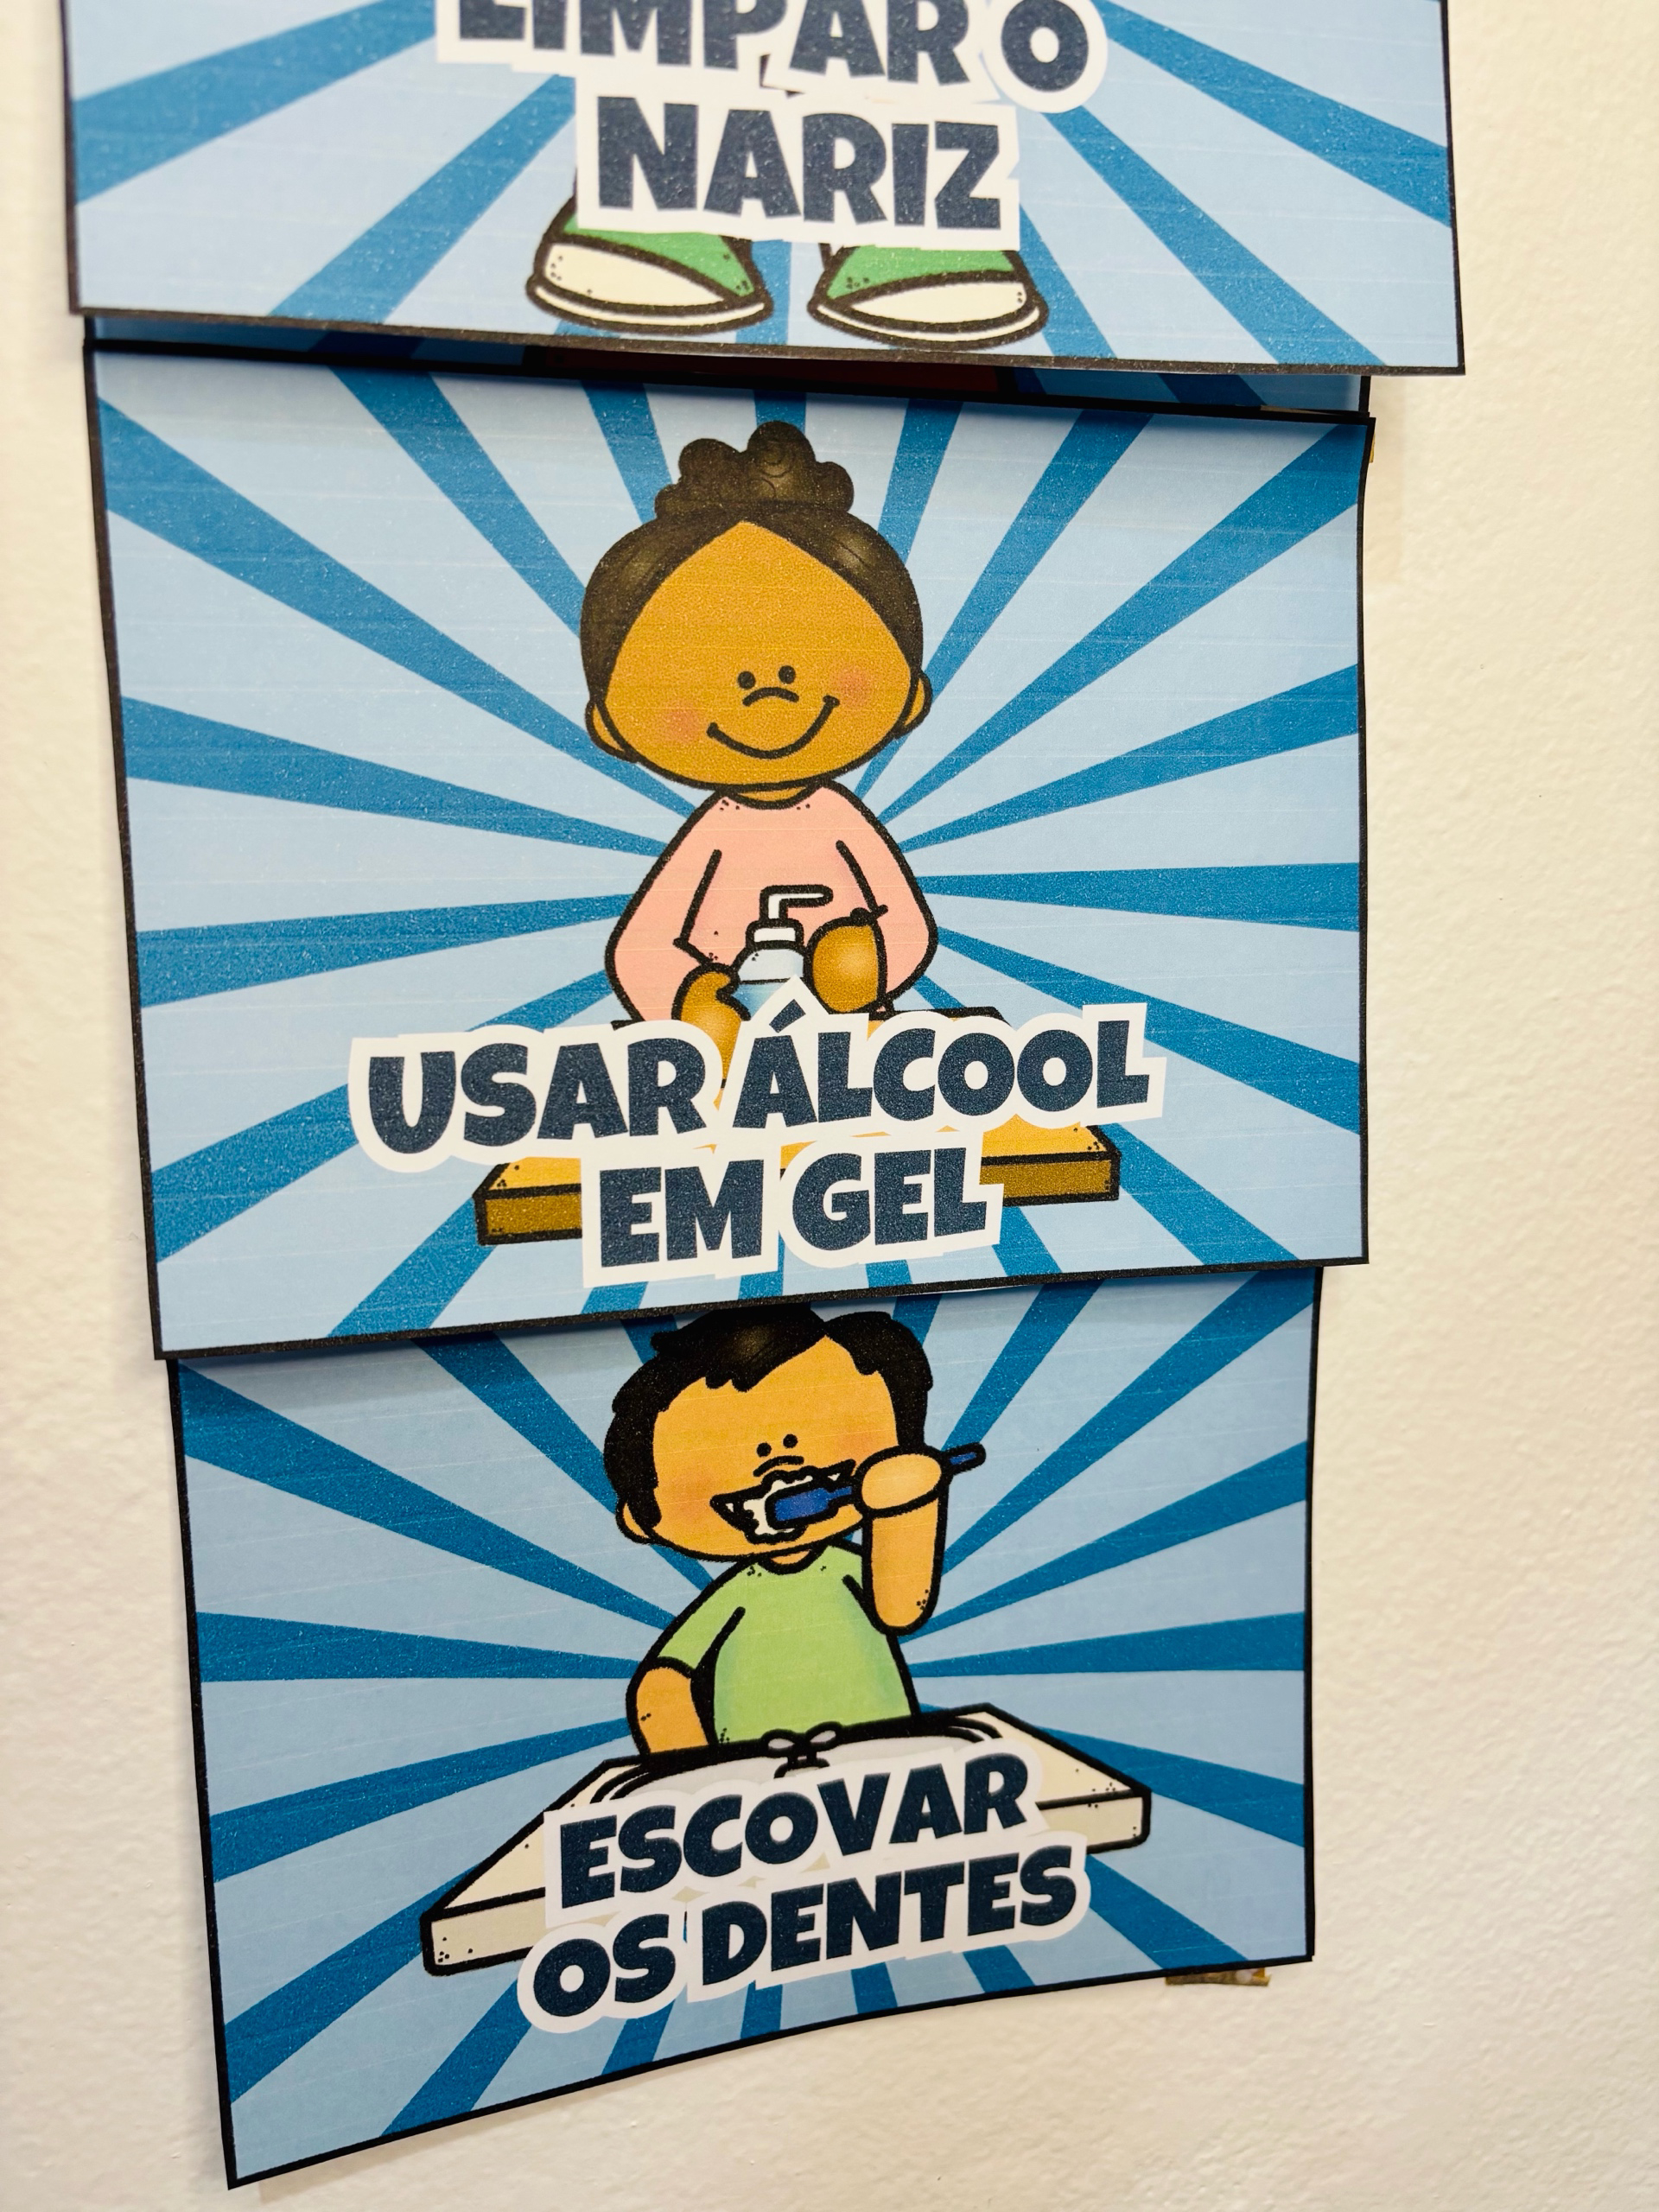 LIMPAR O
NARIZ
USAR ÁLCOOL
EM GEL
ESCOVAR
OS DENTES